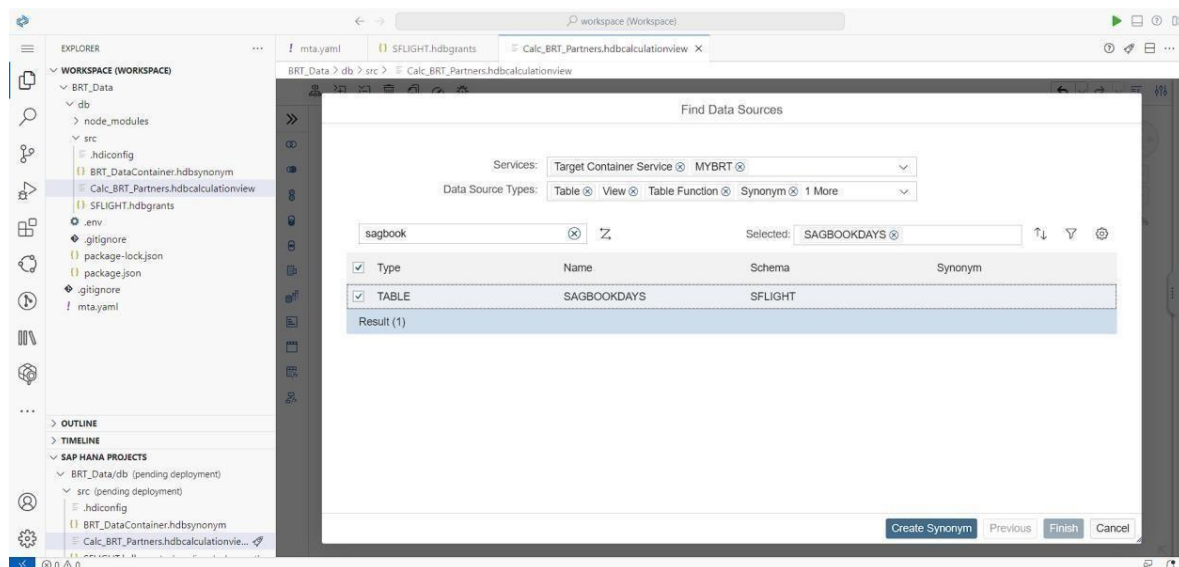 workspace (Workspace)
EXPLORER
WORKSPACE (WORKSPACE)
BRT_Data
db
node_modules
src
.hdiconfig
BRT_DataContainer.hdbsynonym
Calc_BRT_Partners.hdbcalculationview
SFLIGHT.hdbgrants
.env
.gitignore
package-lock.json
package.json
.gitignore
mta.yaml
OUTLINE
TIMELINE
SAP HANA PROJECTS
BRT_Data/db (pending deployment)
src (pending deployment)
.hdiconfig
BRT_DataContainer.hdbsynonym
Calc_BRT_Partners.hdbcalculationvie...
0 0
mta.yaml SFLIGHT.hdbgrants Calc_BRT_Partners.hdbcalculationview
BRT_Data > db > src > Calc_BRT_Partners.hdbcalculationview
Find Data Sources
Services: Target Container Service MYBRT
Data Source Types: Table View Table Function Synonym 1 More
sagbook Selected: SAGBOOKDAYS
Type Name Schema Synonym
TABLE SAGBOOKDAYS SFLIGHT
Result (1)
Create Synonym Previous Finish Cancel